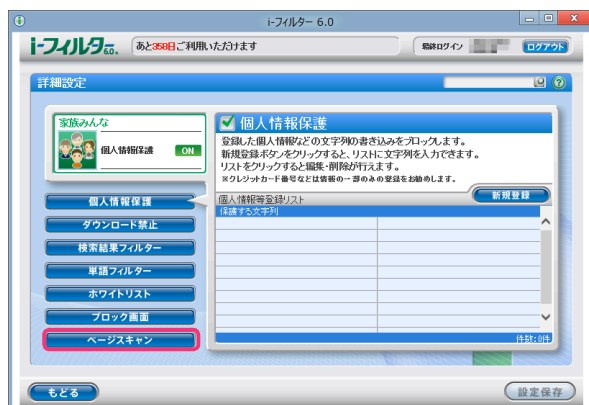 i-フィルター 6.0
i-フィルター6.0.
あと358日ご利用いただけます
最終ログイン
ログアウト
詳細設定
家族みんな
個人情報保護 ON
個人情報保護
登録した個人情報などの文字列の書き込みをブロックします。
新規登録ボタンをクリックすると、リストに文字列を入力できます。
リストをクリックすると編集・削除が行えます。
※クレジットカード番号などは情報の一部のみの登録をお勧めします。
新規登録
個人情報等登録リスト
保護する文字列
個人情報保護
ダウンロード禁止
検索結果フィルター
単語フィルター
ホワイトリスト
ブロック画面
ページスキャン
件数:0件
もどる
設定保存